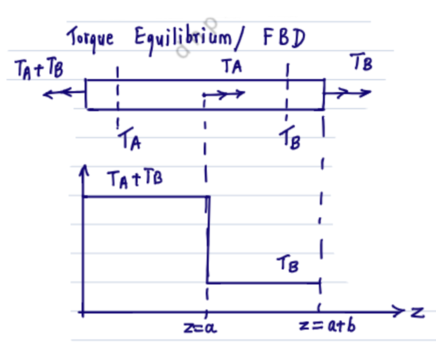 Torque Equilibrium / FBD
TA+TB
TA
TB
TA
TB
TA+TB
TB
z
z=a
z=a+b